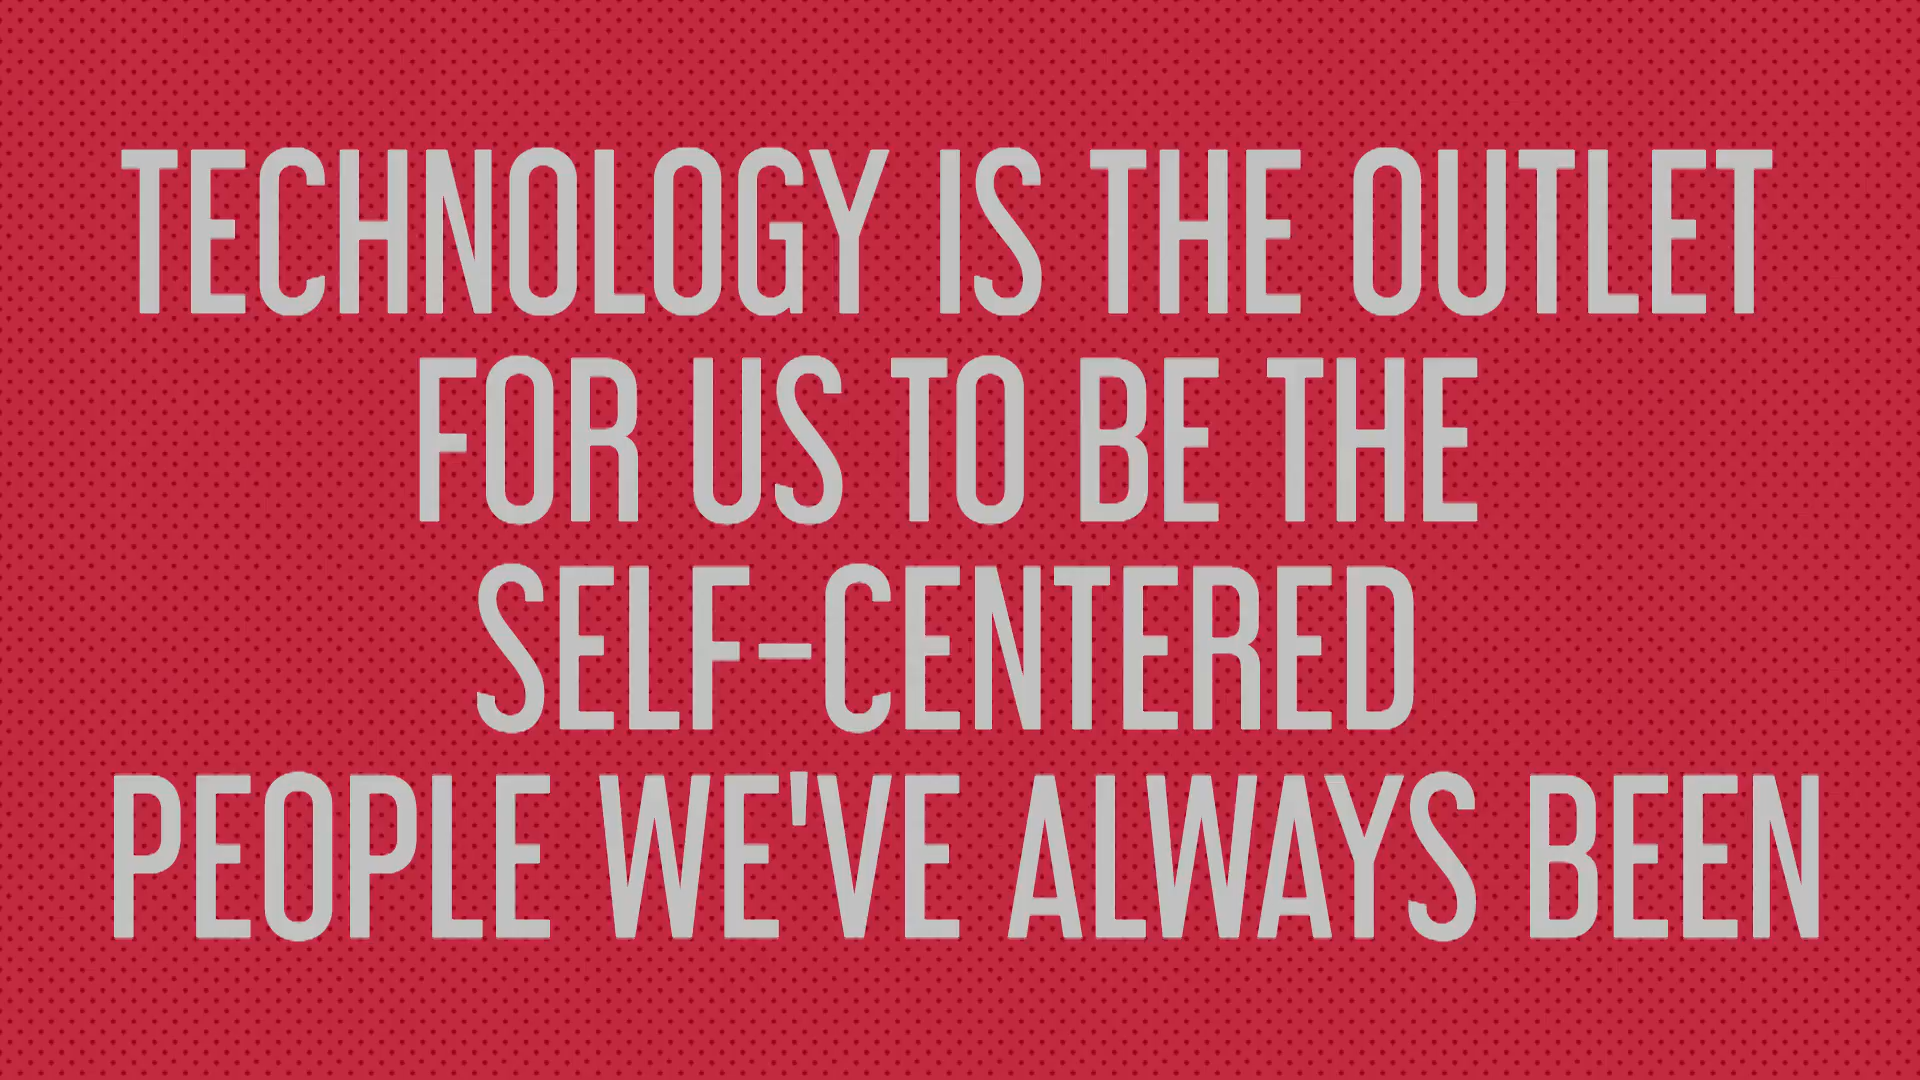 TECHNOLOGY IS THE OUTLET
FOR US TO BE THE
SELF-CENTERED
PEOPLE WE'VE ALWAYS BEEN